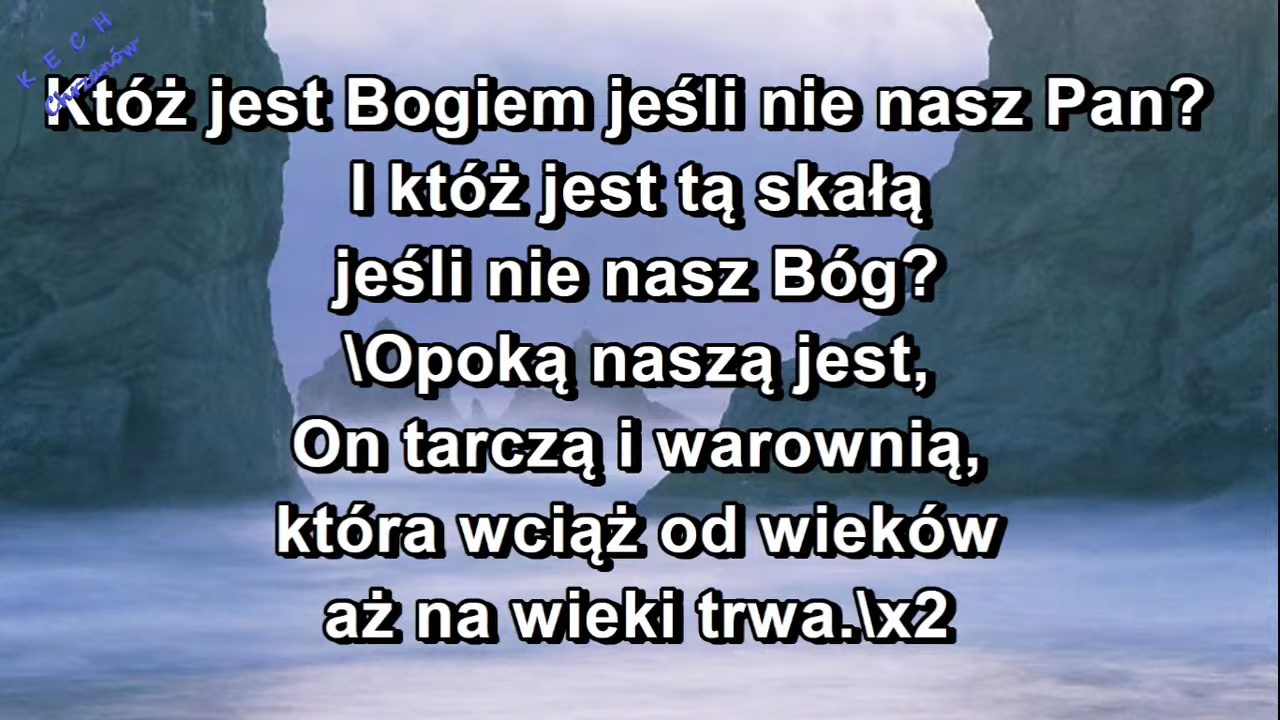 K E C H
Chrzanów
Któż jest Bogiem jeśli nie nasz Pan?
I któż jest tą skałą
jeśli nie nasz Bóg?
\Opoką naszą jest,
On tarczą i warownią,
która wciąż od wieków
aż na wieki trwa.\x2